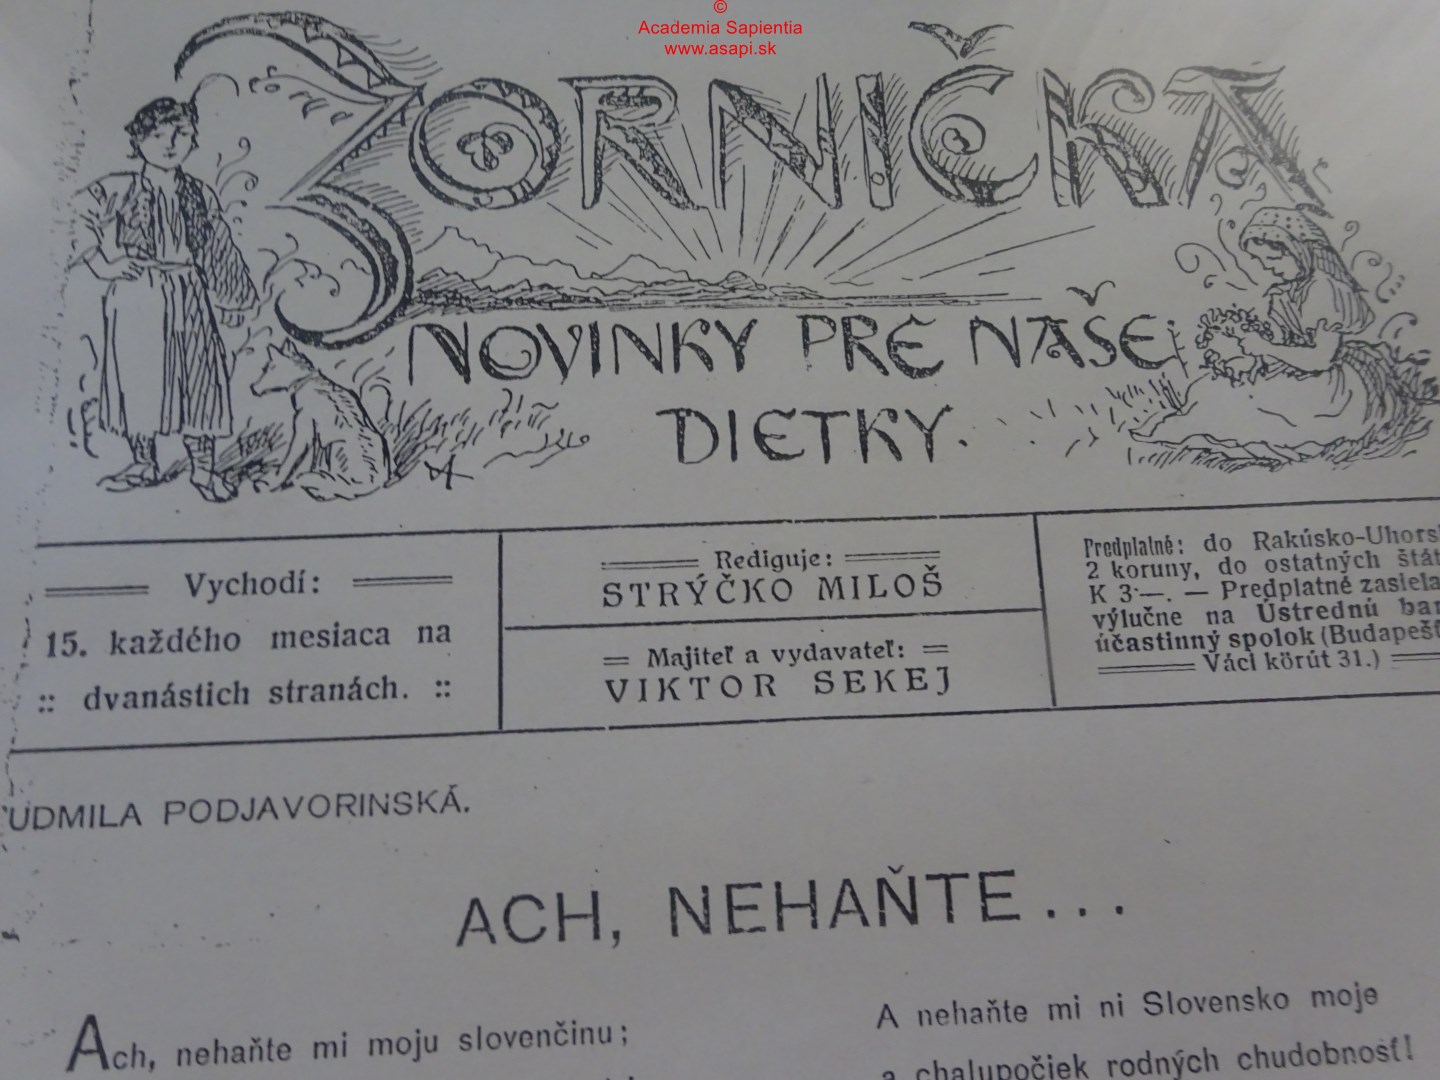 ©
Academia Sapientia
www.asapi.sk
ZORNIČKA
NOVINKY PRE NAŠE
DIETKY.
Vychodí:
15. každého mesiaca na
:: dvanástich stranách. ::
Rediguje:
STRÝČKO MILOŠ
Majiteľ a vydavateľ:
VIKTOR SEKEJ
Predplatné: do Rakúsko-Uhors
2 koruny, do ostatných štát
K 3·—. — Predplatné zasiela
výlučne na Ústrednú ban
účastinný spolok (Budapešť
Váci körút 31.)
ĽUDMILA PODJAVORINSKÁ.
ACH, NEHAŇTE...
Ach, nehaňte mi moju slovenčinu;
A nehaňte mi ni Slovensko moje
a chalupočiek rodných chudobnosť!